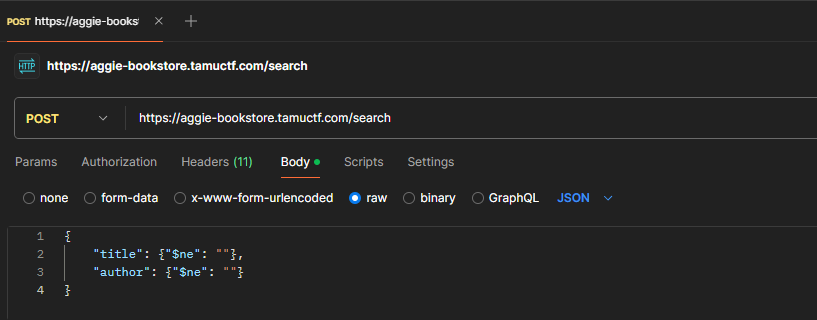 POST https://aggie-books
HTTP https://aggie-bookstore.tamuctf.com/search
POST https://aggie-bookstore.tamuctf.com/search
Params Authorization Headers (11) Body Scripts Settings
none form-data x-www-form-urlencoded raw binary GraphQL JSON
1 {
2 "title": {"$ne": ""},
3 "author": {"$ne": ""}
4 }